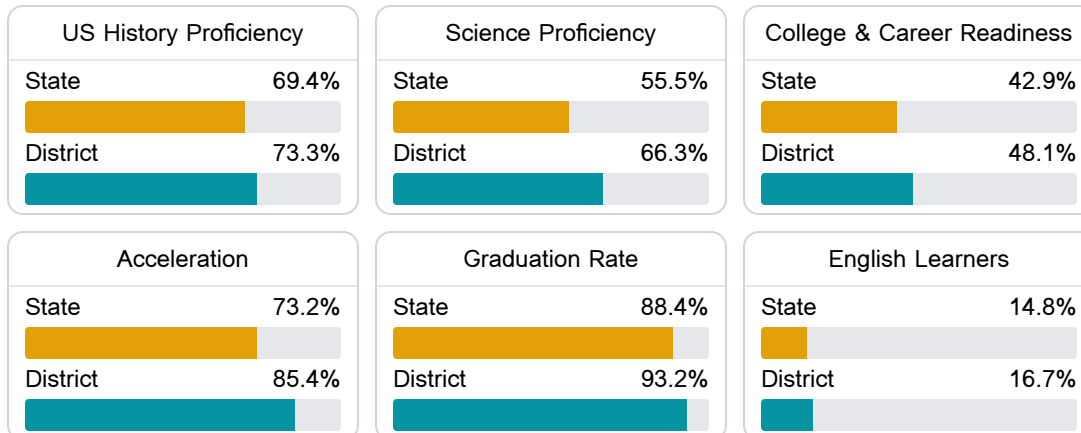 US History Proficiency
State 69.4%
District 73.3%
Science Proficiency
State 55.5%
District 66.3%
College & Career Readiness
State 42.9%
District 48.1%
Acceleration
State 73.2%
District 85.4%
Graduation Rate
State 88.4%
District 93.2%
English Learners
State 14.8%
District 16.7%